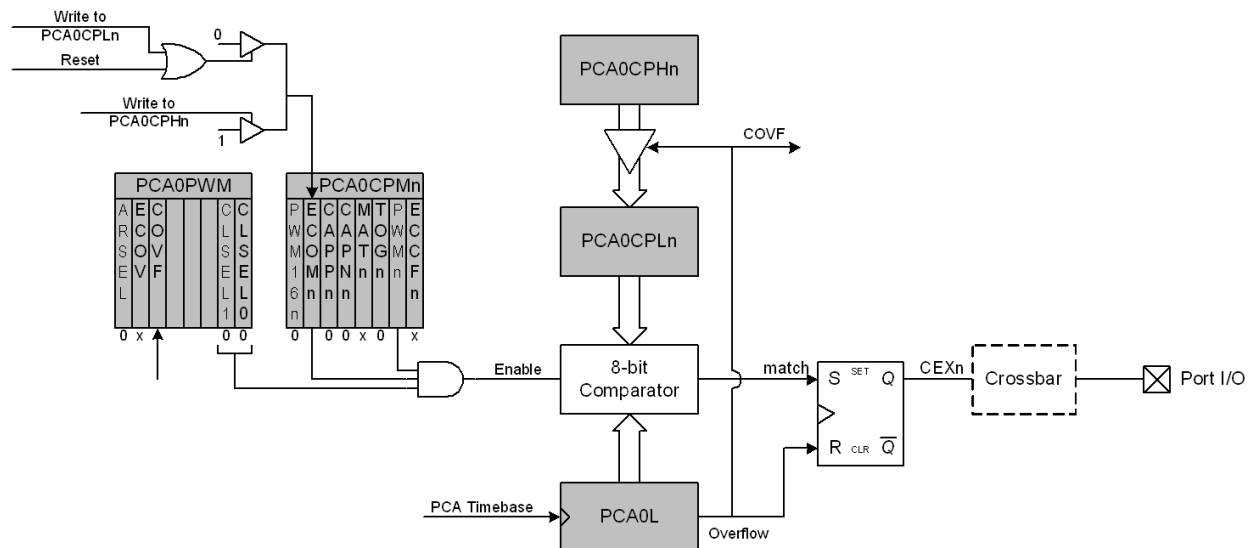 Write to
PCA0CPLn
Reset
0
Write to
PCA0CPHn
1
PCA0CPHn
COVF
PCA0PWM
ARSEL
ECOV
COVF
CLSEL1
CLSEL0
0 x 0 0
PCA0CPMn
PWM16n
ECOMn
CAPPn
CAPNn
MATn
TOGn
PWMn
ECCFn
0 0 0 x 0 x
PCA0CPLn
Enable
8-bit
Comparator
match
S SET Q
R CLR Q
CEXn
Crossbar
Port I/O
PCA Timebase
PCA0L
Overflow